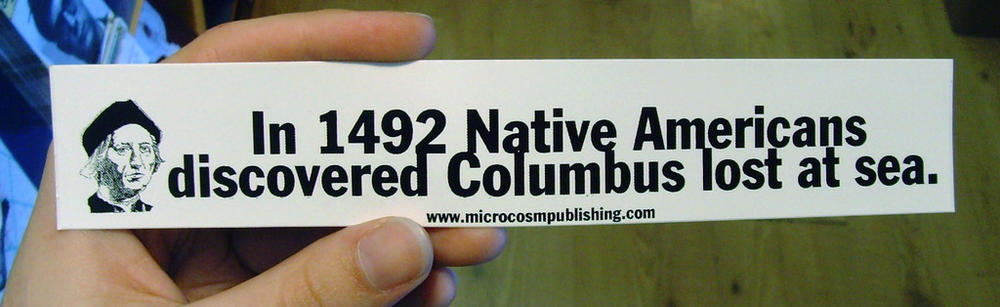 In 1492 Native Americans
discovered Columbus lost at sea.
www.microcosmpublishing.com